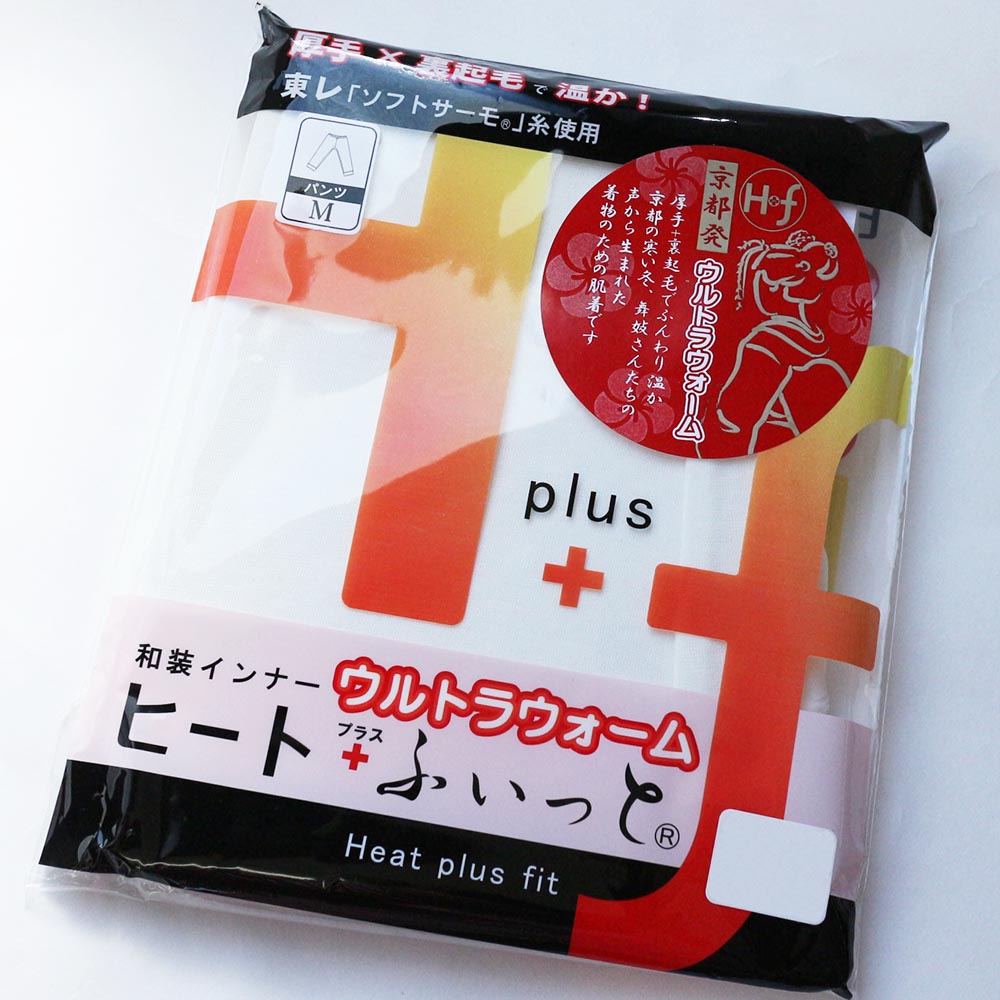 厚手×裏起毛で温か！
東レ「ソフトサーモ®」糸使用
パンツ
M
H+f
京都発
ウルトラウォーム
厚手+裏起毛でふんわり温か
京都の寒い冬、舞妓さんたちの
声から生まれた
着物のための肌着です
plus
+
f
和装インナー
ウルトラウォーム
ヒート+ふぃっと®
プラス
Heat plus fit